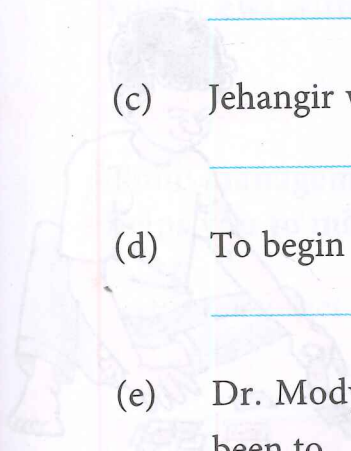 (c) Jehangir
(d) To begin
(e) Dr. Mod
been to